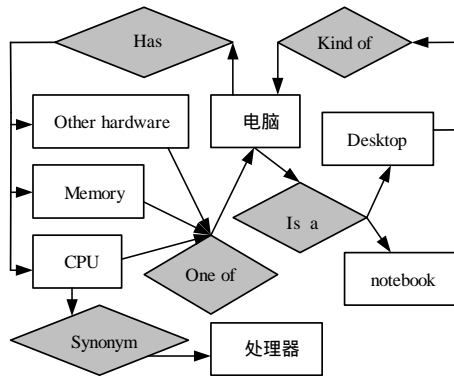 Has
Kind of
Other hardware
电脑
Desktop
Memory
Is a
CPU
One of
notebook
Synonym
处理器